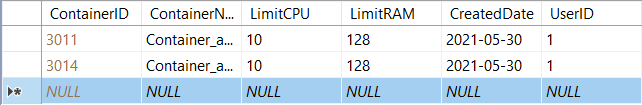 ContainerID ContainerN... LimitCPU LimitRAM CreatedDate UserID
3011 Container_a... 10 128 2021-05-30 1
3014 Container_a... 10 128 2021-05-30 1
NULL NULL NULL NULL NULL NULL